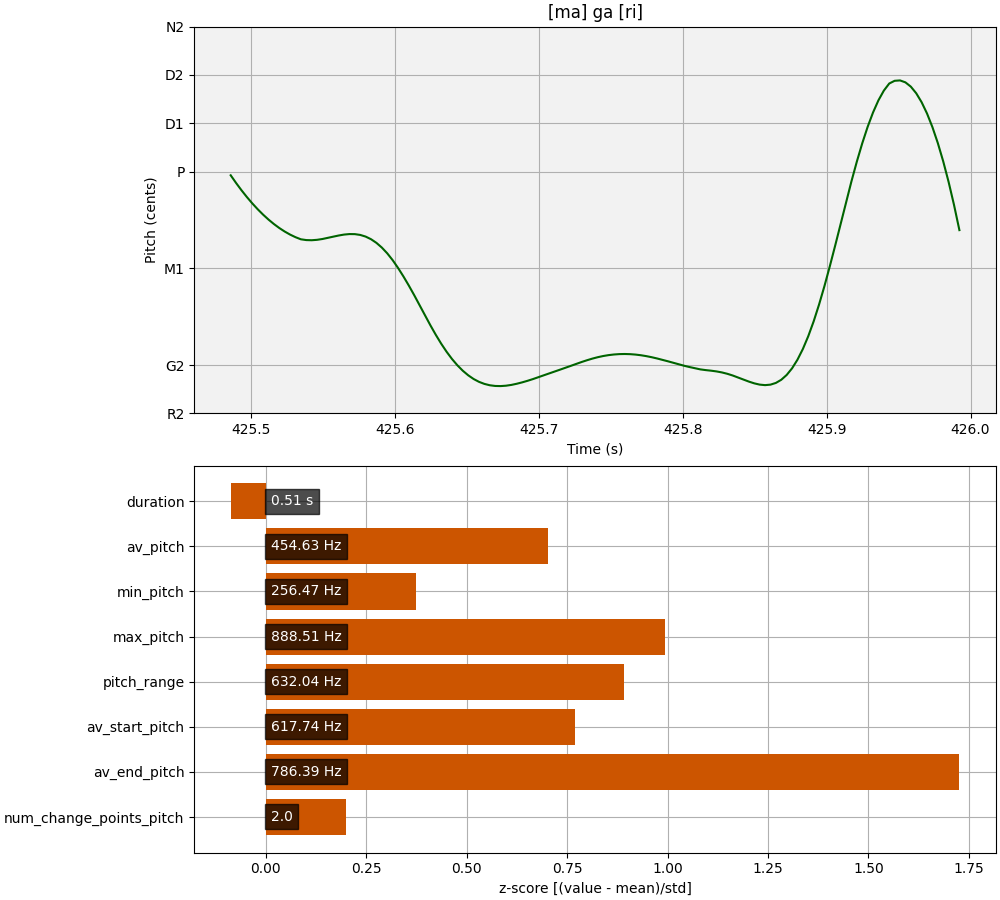 [ma] ga [ri]
N2
D2
D1
P
M1
G2
R2
Pitch (cents)
425.5 425.6 425.7 425.8 425.9 426.0
Time (s)
duration 0.51 s
av_pitch 454.63 Hz
min_pitch 256.47 Hz
max_pitch 888.51 Hz
pitch_range 632.04 Hz
av_start_pitch 617.74 Hz
av_end_pitch 786.39 Hz
num_change_points_pitch 2.0
0.00 0.25 0.50 0.75 1.00 1.25 1.50 1.75
z-score [(value - mean)/std]